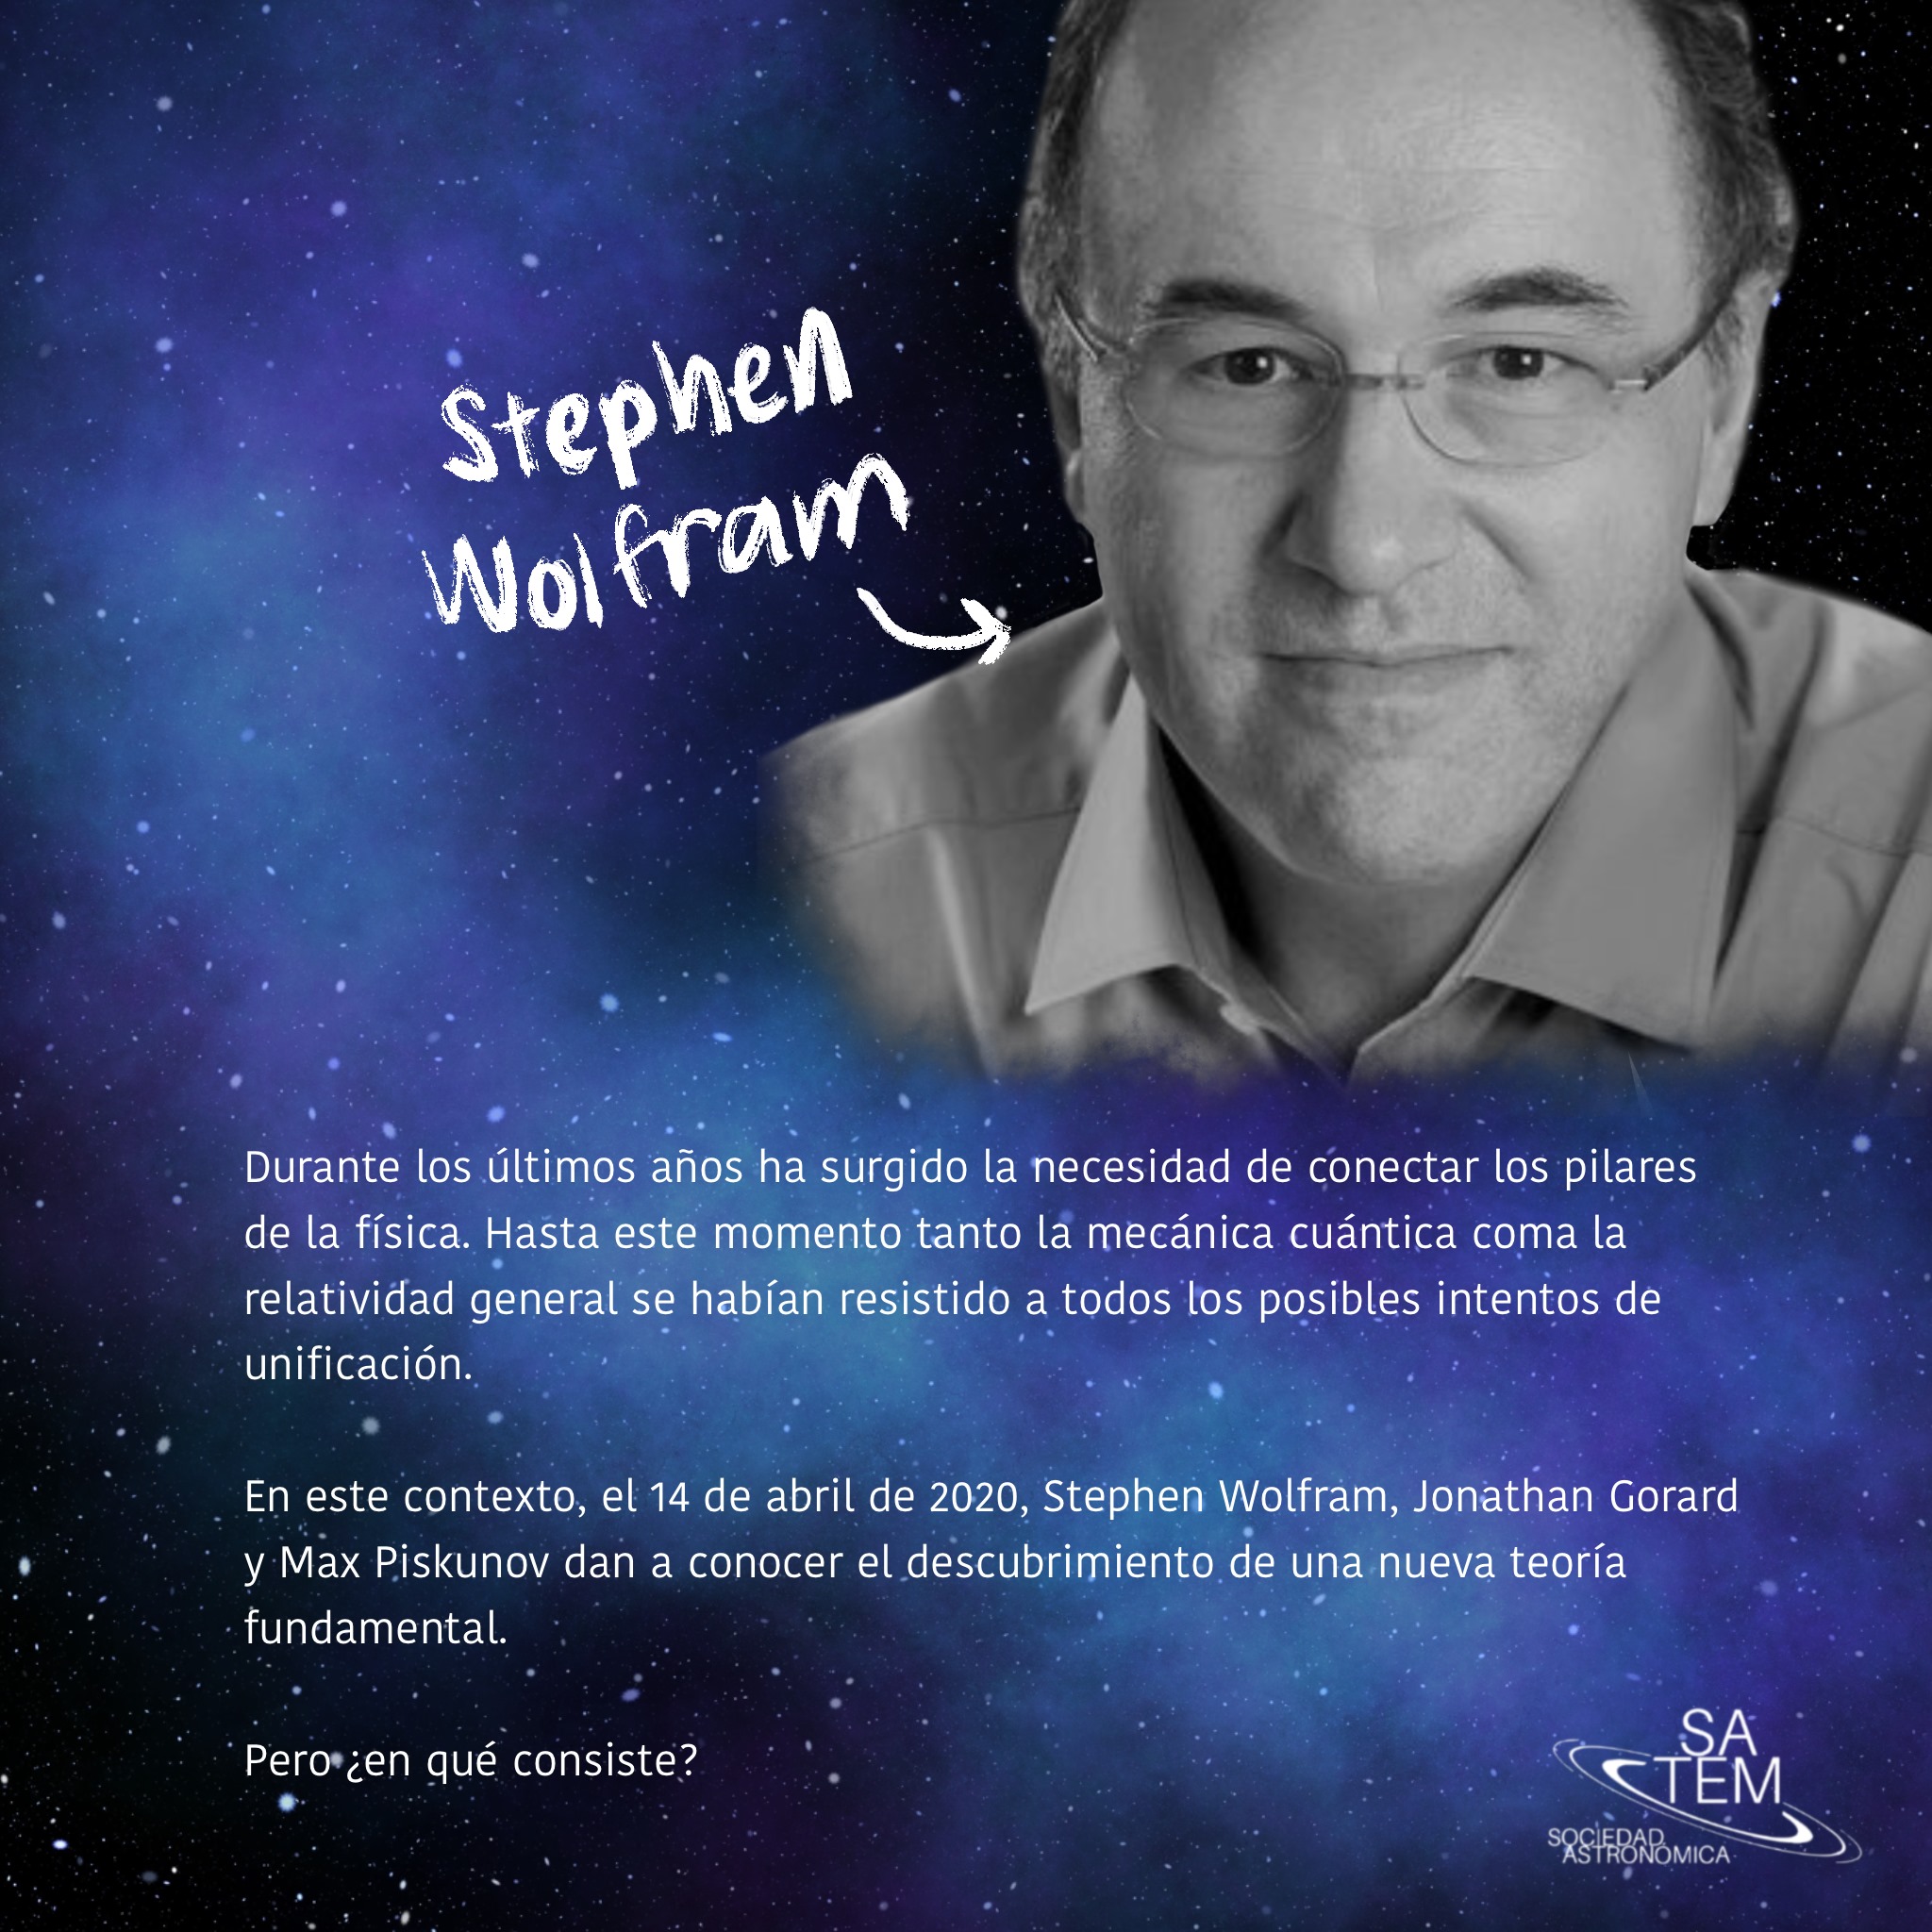 Stephen
Wolfram
Durante los últimos años ha surgido la necesidad de conectar los pilares
de la física. Hasta este momento tanto la mecánica cuántica coma la
relatividad general se habían resistido a todos los posibles intentos de
unificación.
En este contexto, el 14 de abril de 2020, Stephen Wolfram, Jonathan Gorard
y Max Piskunov dan a conocer el descubrimiento de una nueva teoría
fundamental.
Pero ¿en qué consiste?
SA
TEM
SOCIEDAD
ASTRONÓMICA